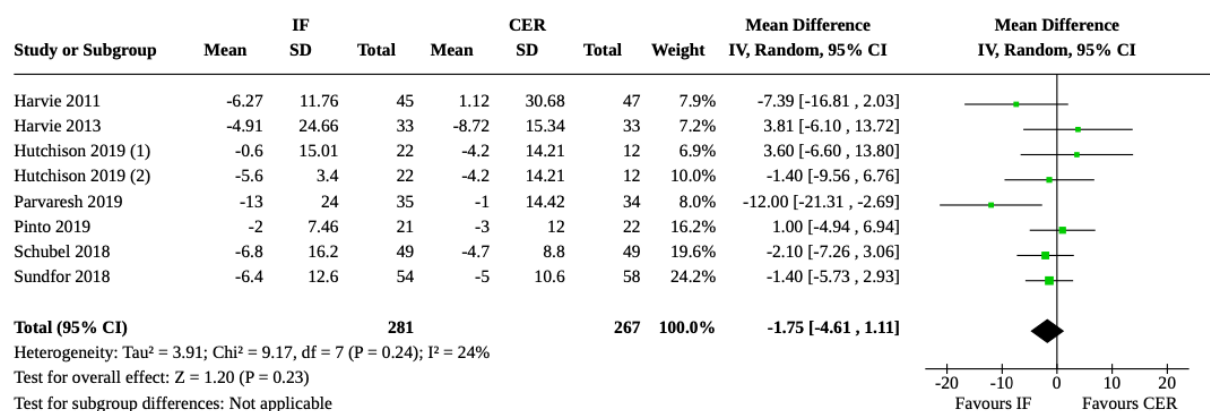 IF CER Mean Difference Mean Difference
Study or Subgroup Mean SD Total Mean SD Total Weight IV, Random, 95% CI IV, Random, 95% CI
Harvie 2011 -6.27 11.76 45 1.12 30.68 47 7.9% -7.39 [-16.81 , 2.03]
Harvie 2013 -4.91 24.66 33 -8.72 15.34 33 7.2% 3.81 [-6.10 , 13.72]
Hutchison 2019 (1) -0.6 15.01 22 -4.2 14.21 12 6.9% 3.60 [-6.60 , 13.80]
Hutchison 2019 (2) -5.6 3.4 22 -4.2 14.21 12 10.0% -1.40 [-9.56 , 6.76]
Parvaresh 2019 -13 24 35 -1 14.42 34 8.0% -12.00 [-21.31 , -2.69]
Pinto 2019 -2 7.46 21 -3 12 22 16.2% 1.00 [-4.94 , 6.94]
Schubel 2018 -6.8 16.2 49 -4.7 8.8 49 19.6% -2.10 [-7.26 , 3.06]
Sundfor 2018 -6.4 12.6 54 -5 10.6 58 24.2% -1.40 [-5.73 , 2.93]
Total (95% CI) 281 267 100.0% -1.75 [-4.61 , 1.11]
Heterogeneity: Tau² = 3.91; Chi² = 9.17, df = 7 (P = 0.24); I² = 24%
Test for overall effect: Z = 1.20 (P = 0.23)
Test for subgroup differences: Not applicable
-20 -10 0 10 20
Favours IF Favours CER